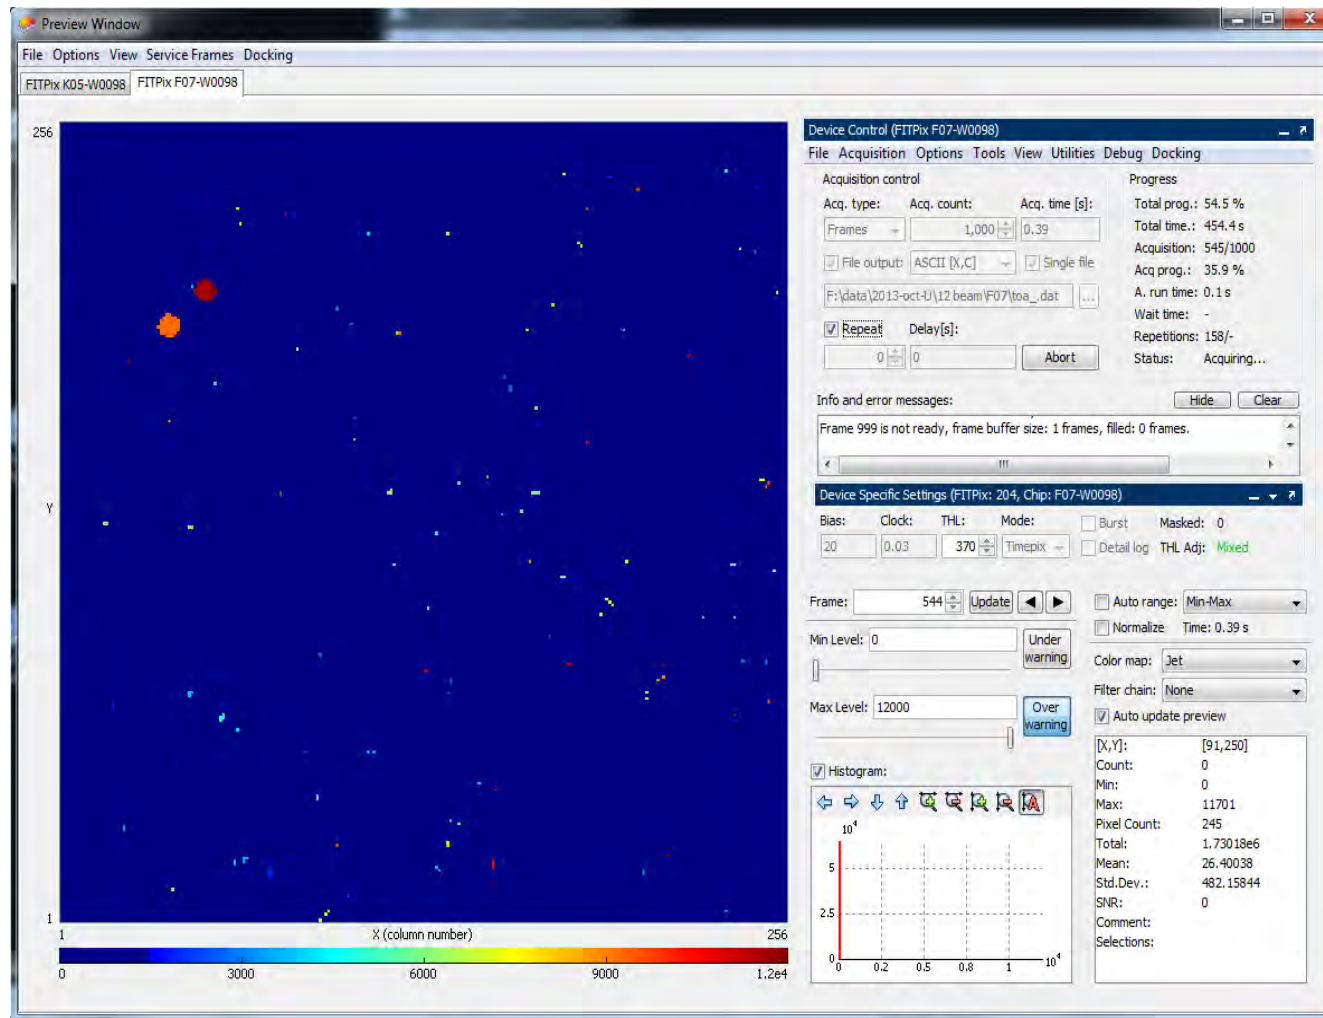 Preview Window
File Options View Service Frames Docking
FITPix K05-W0098 FITPix F07-W0098
256
Y
1
1 X (column number) 256
0 3000 6000 9000 1.2e4
Device Control (FITPix F07-W0098)
File Acquisition Options Tools View Utilities Debug Docking
Acquisition control
Acq. type: Acq. count: Acq. time [s]:
Frames 1,000 0.39
File output: ASCII [X,C] Single file
F:\data\2013-oct-U\12 beam\F07\toa_.dat ...
Repeat Delay[s]:
0 0 Abort
Progress
Total prog.: 54.5 %
Total time.: 454.4 s
Acquisition: 545/1000
Acq prog.: 35.9 %
A. run time: 0.1 s
Wait time: -
Repetitions: 158/-
Status: Acquiring...
Info and error messages: Hide Clear
Frame 999 is not ready, frame buffer size: 1 frames, filled: 0 frames.
Device Specific Settings (FITPix: 204, Chip: F07-W0098)
Bias: Clock: THL: Mode: Burst Masked: 0
20 0.03 370 Timepix Detail log THL Adj: Mixed
Frame: 544 Update
Min Level: 0 Under warning
Max Level: 12000 Over warning
Histogram:
10⁴
5
2.5
0
0 0.2 0.5 0.8 1 10⁴
Auto range: Min-Max
Normalize Time: 0.39 s
Color map: Jet
Filter chain: None
Auto update preview
[X,Y]: [91,250]
Count: 0
Min: 0
Max: 11701
Pixel Count: 245
Total: 1.73018e6
Mean: 26.40038
Std.Dev.: 482.15844
SNR: 0
Comment:
Selections: